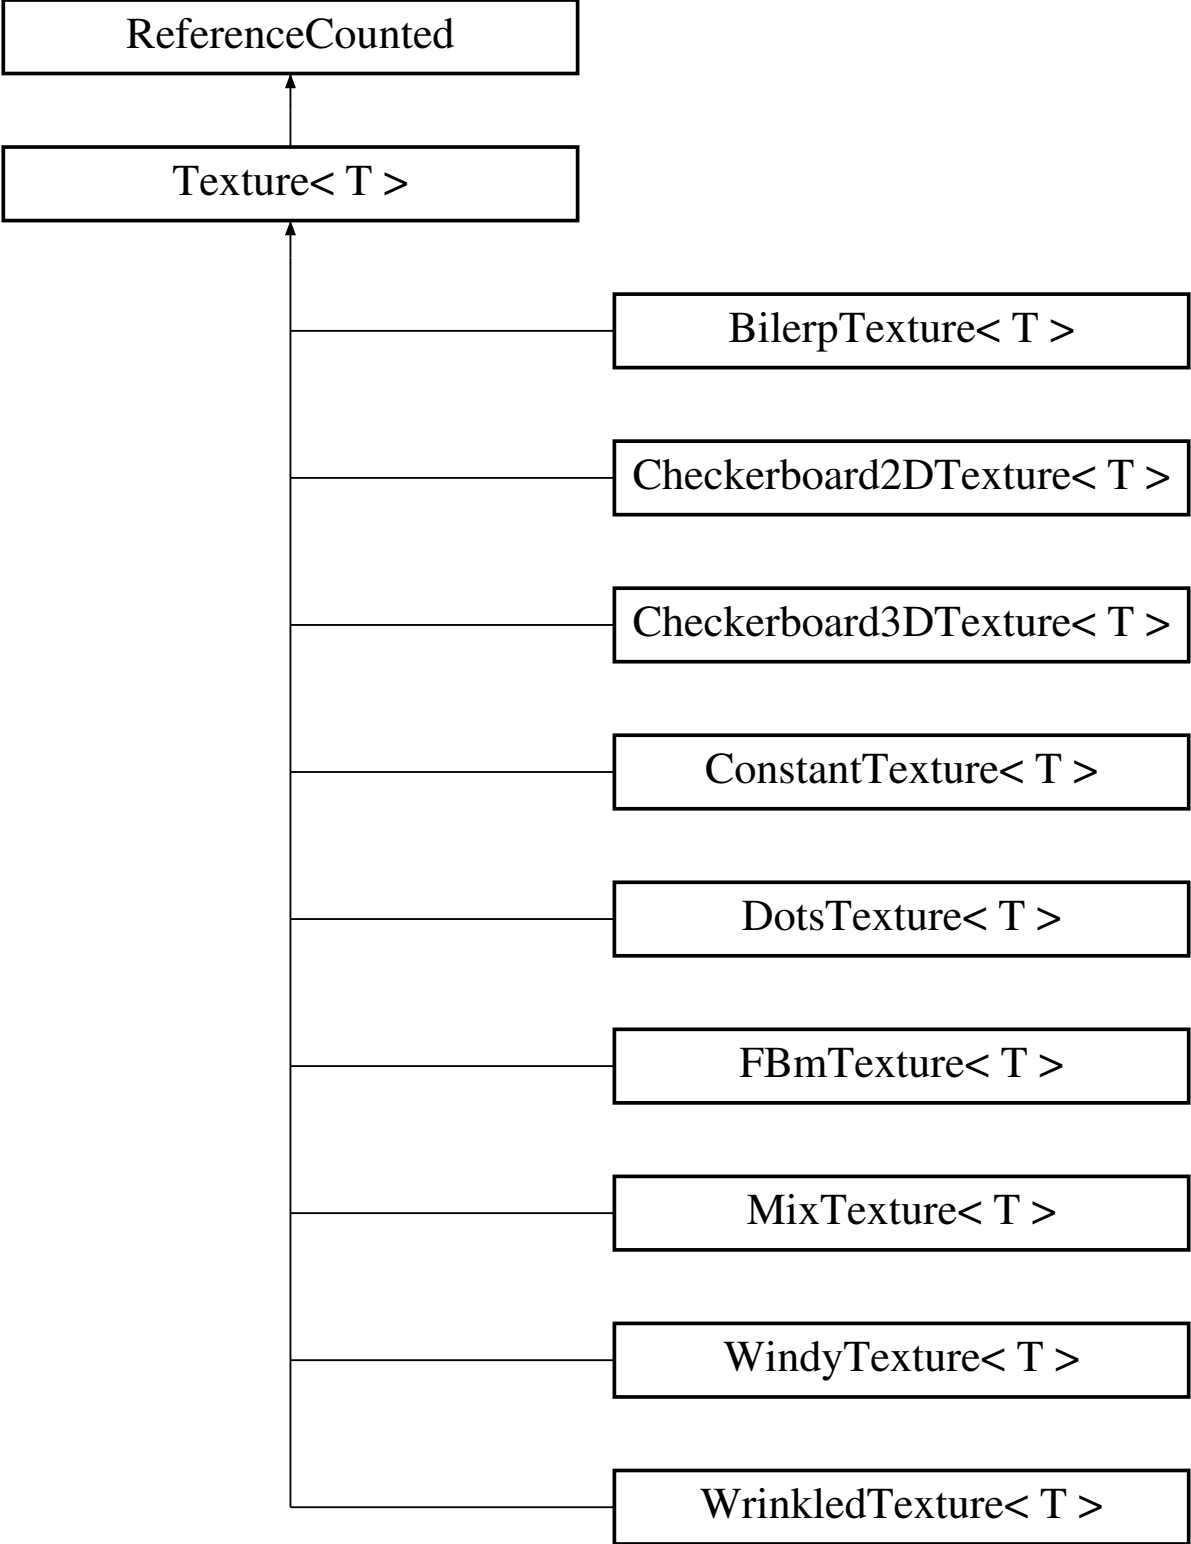 ReferenceCounted
Texture< T >
BilerpTexture< T >
Checkerboard2DTexture< T >
Checkerboard3DTexture< T >
ConstantTexture< T >
DotsTexture< T >
FBmTexture< T >
MixTexture< T >
WindyTexture< T >
WrinkledTexture< T >